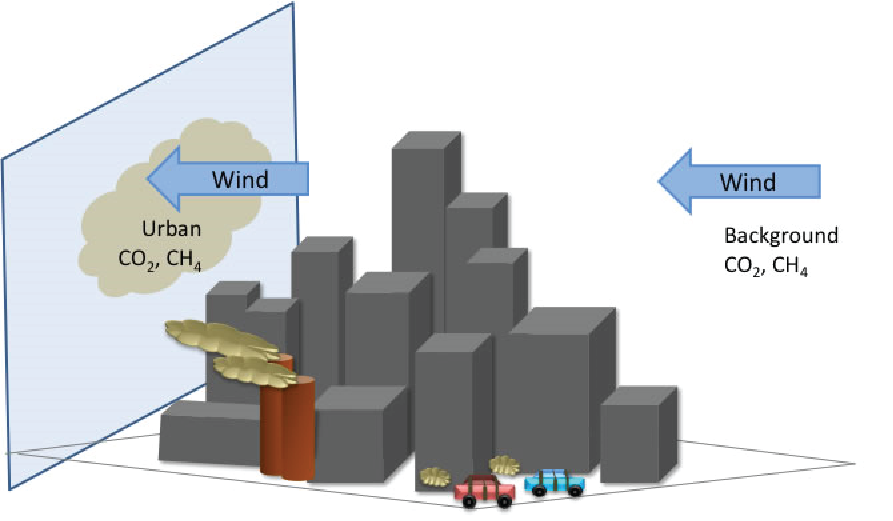 Wind
Wind
Urban
CO₂, CH₄
Background
CO₂, CH₄